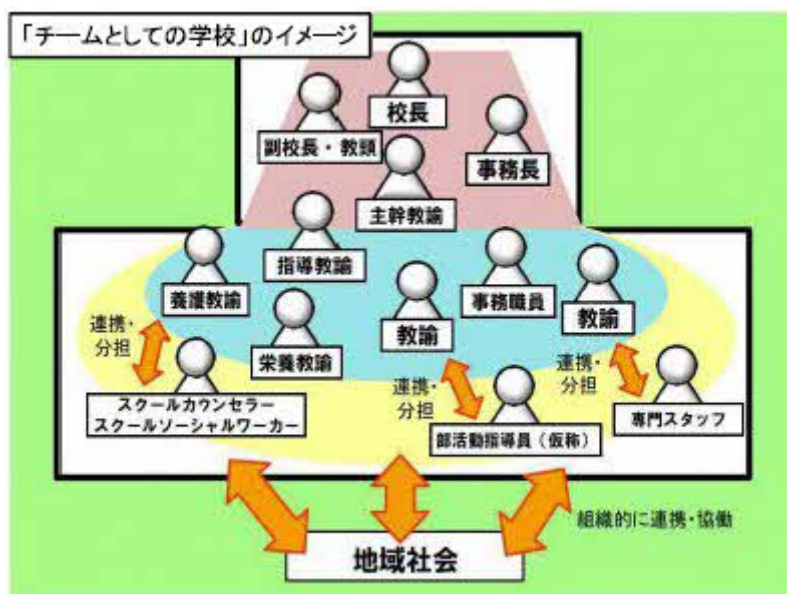 「チームとしての学校」のイメージ
校長
副校長・教頭
事務長
主幹教諭
指導教諭
養護教諭
事務職員
教諭
教諭
栄養教諭
連携・
分担
連携・
分担
連携・
分担
スクールカウンセラー
スクールソーシャルワーカー
部活動指導員(仮称)
専門スタッフ
組織的に連携・協働
地域社会